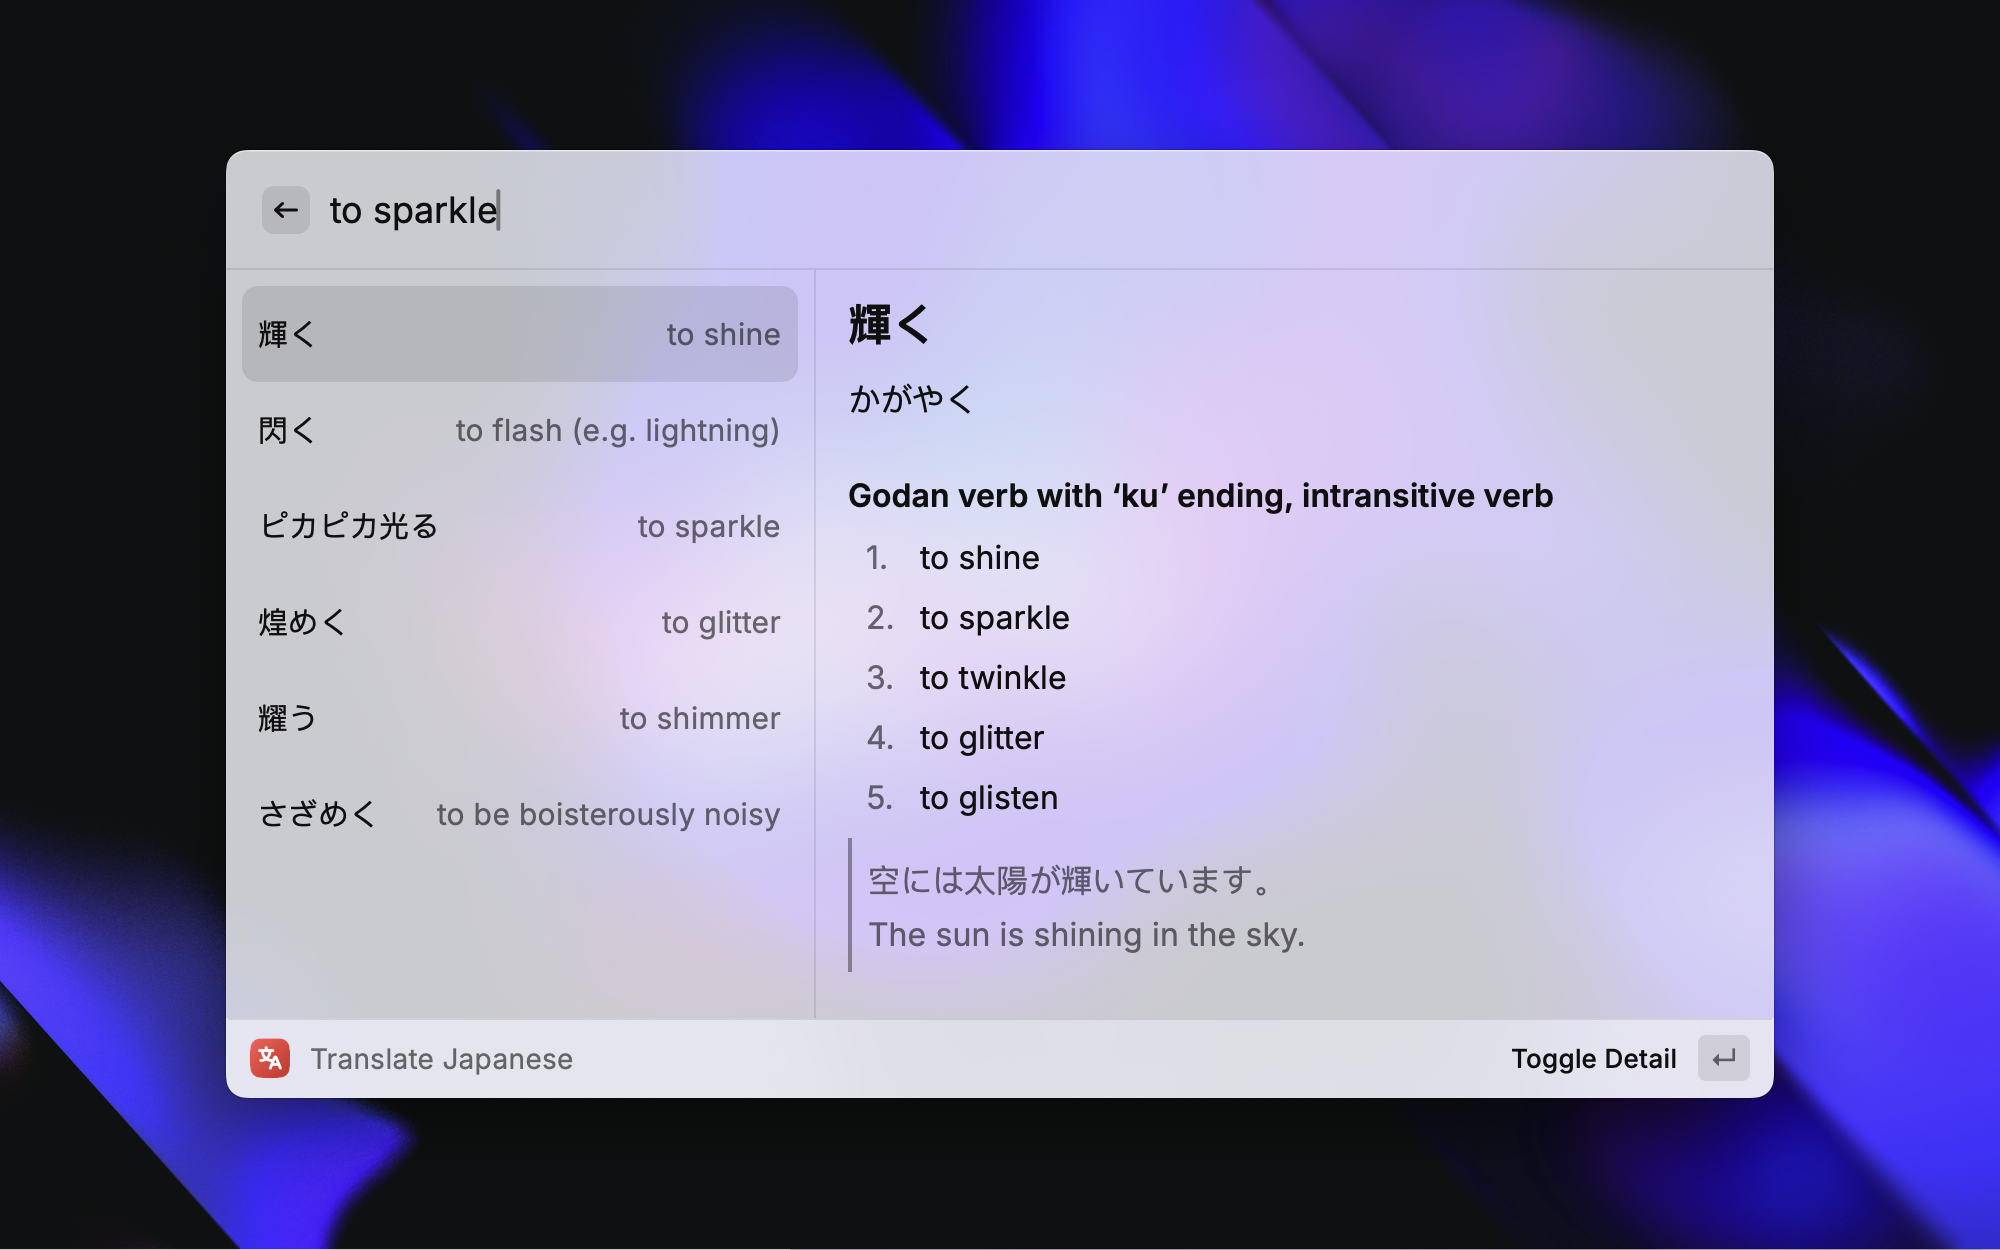 to sparkle
輝く to shine
閃く to flash (e.g. lightning)
ピカピカ光る to sparkle
煌めく to glitter
耀う to shimmer
さざめく to be boisterously noisy
輝く
かがやく
Godan verb with ‘ku’ ending, intransitive verb
1. to shine
2. to sparkle
3. to twinkle
4. to glitter
5. to glisten
空には太陽が輝いています。
The sun is shining in the sky.
Translate Japanese
Toggle Detail